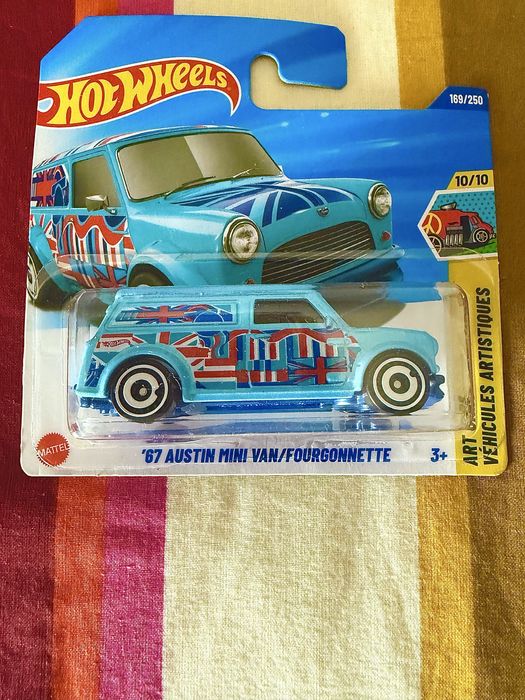 HOT WHEELS
169/250
10/10
ART
VÉHICULES ARTISTIQUES
MATTEL
'67 AUSTIN MINI VAN/FOURGONNETTE
3+